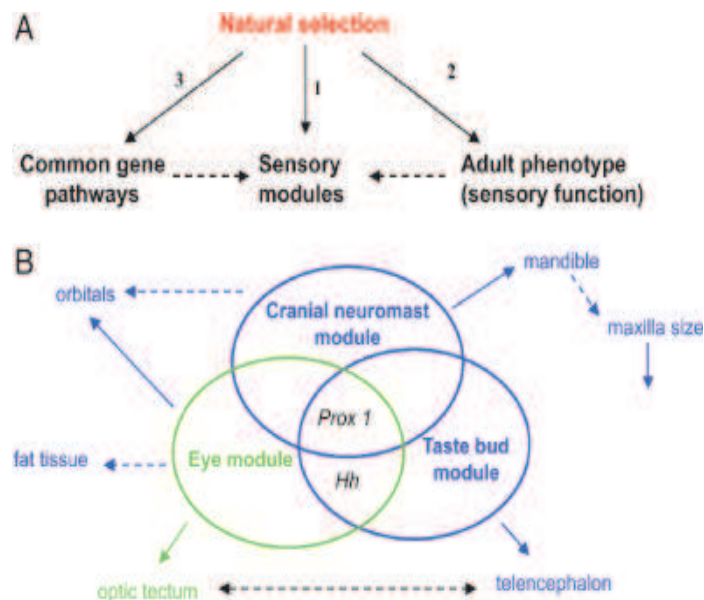 A
Natural selection
3
1
2
Common gene
pathways
Sensory
modules
Adult phenotype
(sensory function)
B
orbitals
mandible
Cranial neuromast
module
maxilla size
Prox 1
fat tissue
Eye module
Taste bud
module
Hh
optic tectum
telencephalon